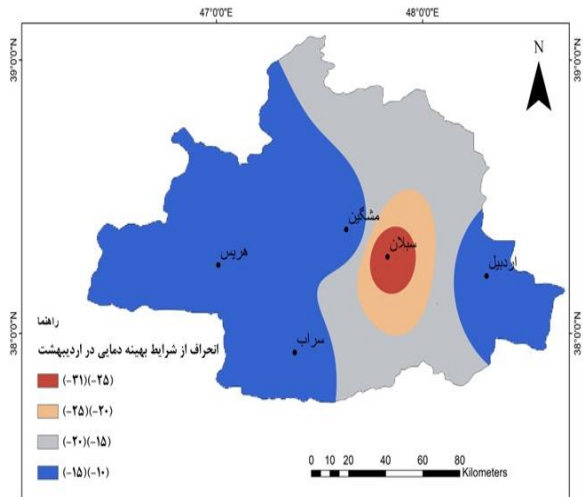 47°0'0"E 48°0'0"E
39°0'0"N 39°0'0"N
N
مشگین
سبلان
هریس
اردبیل
38°0'0"N 38°0'0"N
سراب
راهنما
انحراف از شرایط بهینه دمایی در اردیبهشت
(-۳۱)(-۲۵)
(-۲۵)(-۲۰)
(-۲۰)(-۱۵)
(-۱۵)(-۱۰)
0 10 20 40 60 80
Kilometers